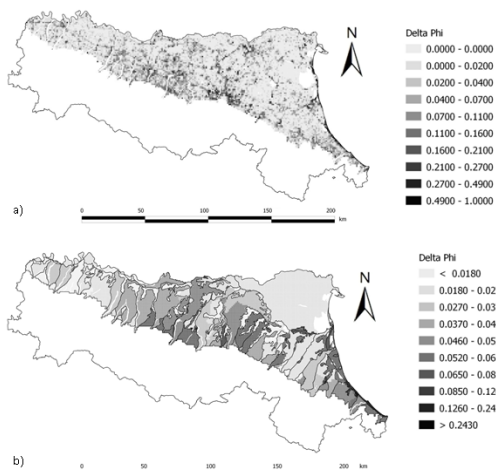 Delta Phi
0.0000 - 0.0000
0.0000 - 0.0200
0.0200 - 0.0400
0.0400 - 0.0700
0.0700 - 0.1100
0.1100 - 0.1600
0.1600 - 0.2100
0.2100 - 0.2700
0.2700 - 0.4900
0.4900 - 1.0000
N
a)
0 50 100 150 200
km
Delta Phi
< 0.0180
0.0180 - 0.02
0.0270 - 0.03
0.0370 - 0.04
0.0460 - 0.05
0.0520 - 0.06
0.0650 - 0.08
0.0850 - 0.12
0.1260 - 0.24
> 0.2430
N
b)
0 50 100 150 200
km